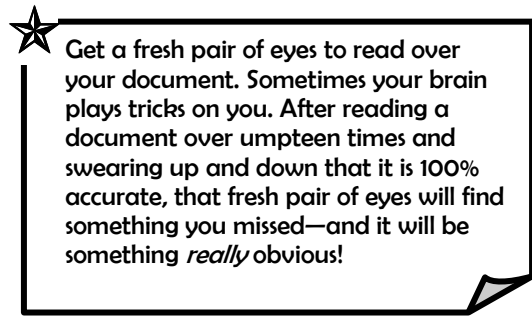 Get a fresh pair of eyes to read over
your document. Sometimes your brain
plays tricks on you. After reading a
document over umpteen times and
swearing up and down that it is 100%
accurate, that fresh pair of eyes will find
something you missed—and it will be
something really obvious!